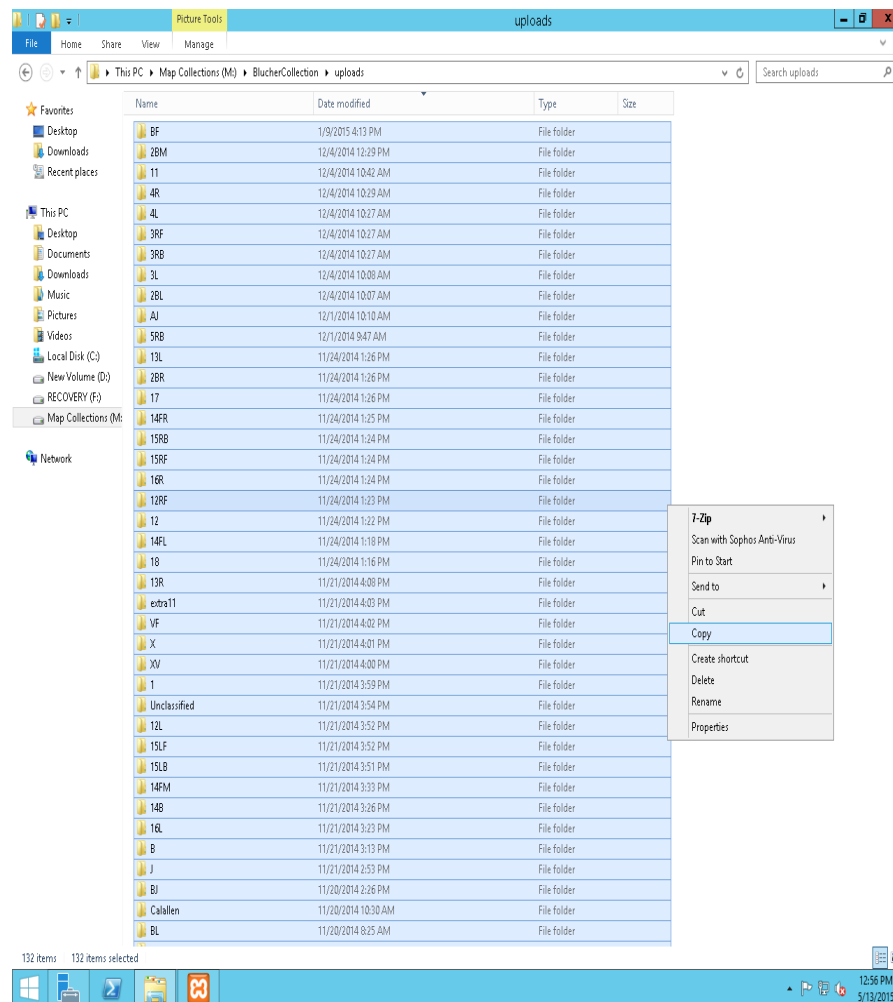 Picture Tools
uploads
File Home Share View Manage
This PC Map Collections (M:) BlucherCollection uploads
Search uploads
Name Date modified Type Size
Favorites
Desktop
Downloads
Recent places
This PC
Desktop
Documents
Downloads
Music
Pictures
Videos
Local Disk (C:)
New Volume (D:)
RECOVERY (F:)
Map Collections (M:
Network
BF 1/9/2015 4:13 PM File folder
2BM 12/4/2014 12:29 PM File folder
11 12/4/2014 10:42 AM File folder
4R 12/4/2014 10:29 AM File folder
4L 12/4/2014 10:27 AM File folder
3RF 12/4/2014 10:27 AM File folder
3RB 12/4/2014 10:27 AM File folder
3L 12/4/2014 10:08 AM File folder
2BL 12/4/2014 10:07 AM File folder
AJ 12/1/2014 10:10 AM File folder
5RB 12/1/2014 9:47 AM File folder
13L 11/24/2014 1:26 PM File folder
2BR 11/24/2014 1:26 PM File folder
17 11/24/2014 1:26 PM File folder
14FR 11/24/2014 1:25 PM File folder
15RB 11/24/2014 1:24 PM File folder
15RF 11/24/2014 1:24 PM File folder
16R 11/24/2014 1:24 PM File folder
12RF 11/24/2014 1:23 PM File folder
12 11/24/2014 1:22 PM File folder
14FL 11/24/2014 1:18 PM File folder
18 11/24/2014 1:16 PM File folder
13R 11/21/2014 4:08 PM File folder
extra11 11/21/2014 4:03 PM File folder
VF 11/21/2014 4:02 PM File folder
X 11/21/2014 4:01 PM File folder
XV 11/21/2014 4:00 PM File folder
1 11/21/2014 3:59 PM File folder
Unclassified 11/21/2014 3:54 PM File folder
12L 11/21/2014 3:52 PM File folder
15LF 11/21/2014 3:52 PM File folder
15LB 11/21/2014 3:51 PM File folder
14FM 11/21/2014 3:33 PM File folder
14B 11/21/2014 3:26 PM File folder
16L 11/21/2014 3:23 PM File folder
B 11/21/2014 3:13 PM File folder
J 11/21/2014 2:53 PM File folder
BJ 11/20/2014 2:26 PM File folder
Calallen 11/20/2014 10:30 AM File folder
BL 11/20/2014 8:25 AM File folder
7-Zip
Scan with Sophos Anti-Virus
Pin to Start
Send to
Cut
Copy
Create shortcut
Delete
Rename
Properties
132 items 132 items selected
12:56 PM
5/13/2015